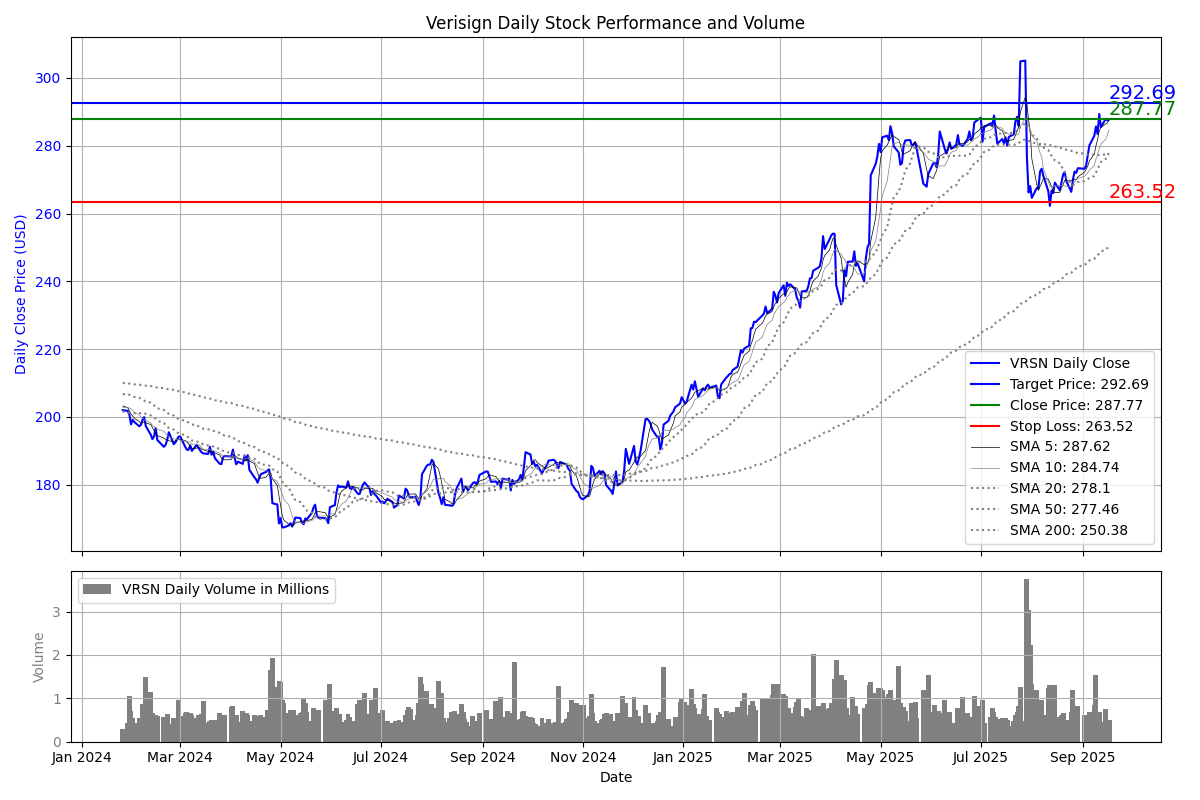 Verisign Daily Stock Performance and Volume
Daily Close Price (USD)
300
280
260
240
220
200
180
292.69
287.77
263.52
VRSN Daily Close
Target Price: 292.69
Close Price: 287.77
Stop Loss: 263.52
SMA 5: 287.62
SMA 10: 284.74
SMA 20: 278.1
SMA 50: 277.46
SMA 200: 250.38
VRSN Daily Volume in Millions
Volume
3
2
1
0
Jan 2024 Mar 2024 May 2024 Jul 2024 Sep 2024 Nov 2024 Jan 2025 Mar 2025 May 2025 Jul 2025 Sep 2025
Date